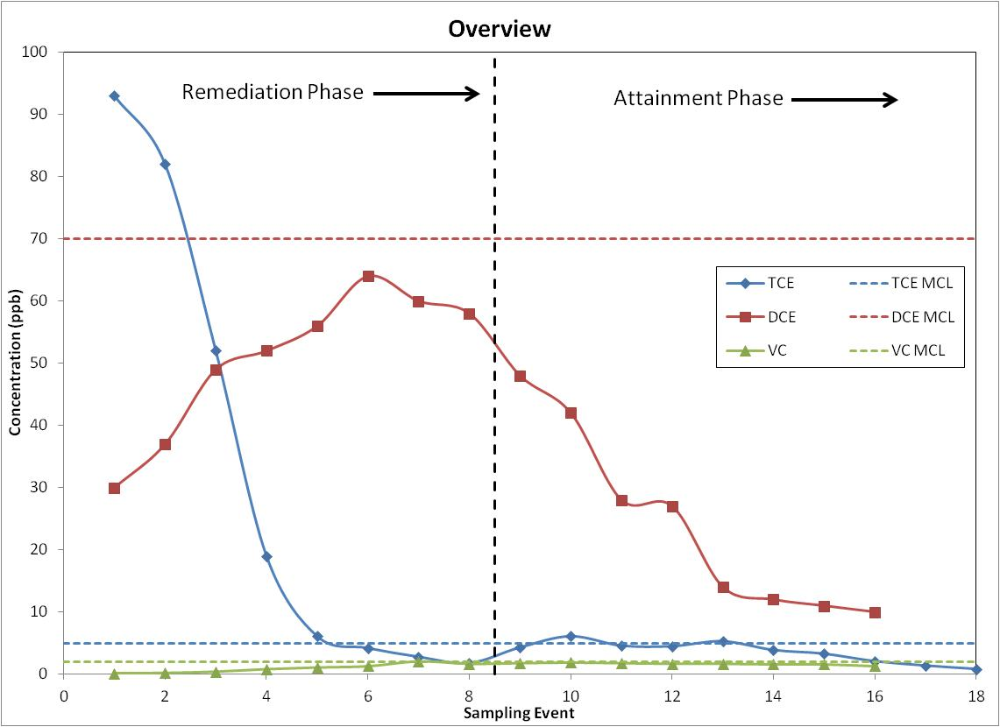 Overview
100
90
80
70
60
50
40
30
20
10
0
Concentration (ppb)
Remediation Phase
Attainment Phase
TCE TCE MCL
DCE DCE MCL
VC VC MCL
0 2 4 6 8 10 12 14 16 18
Sampling Event